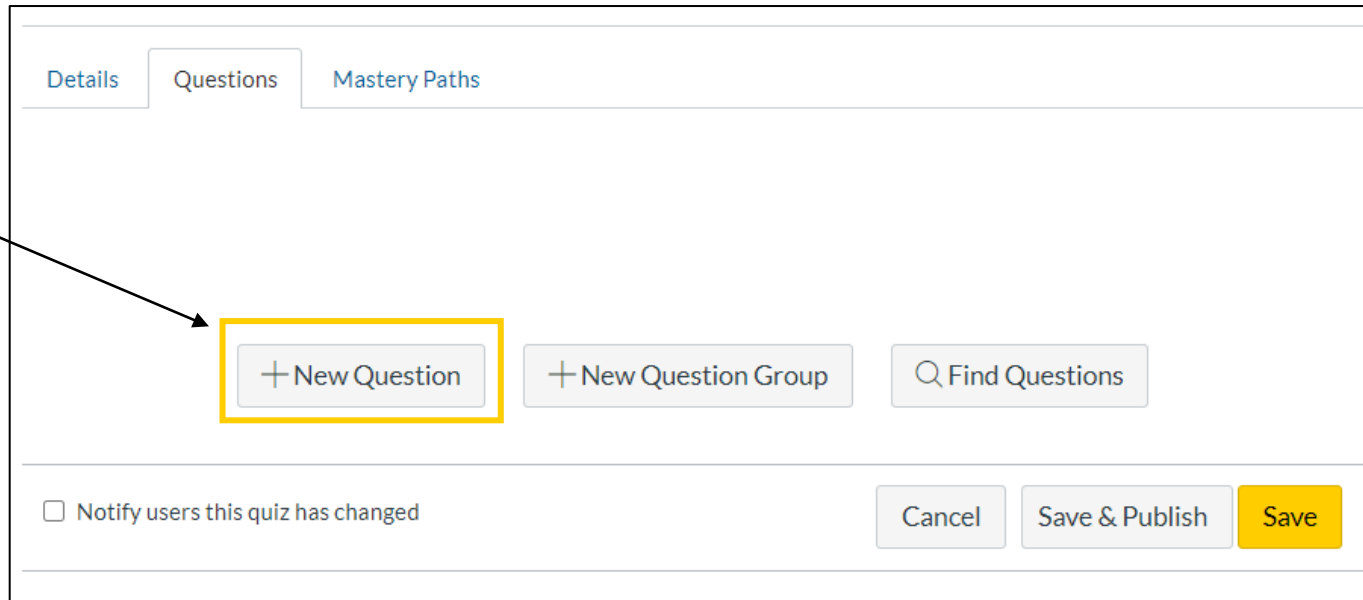 Details Questions Mastery Paths
+ New Question + New Question Group Find Questions
Notify users this quiz has changed Cancel Save & Publish Save